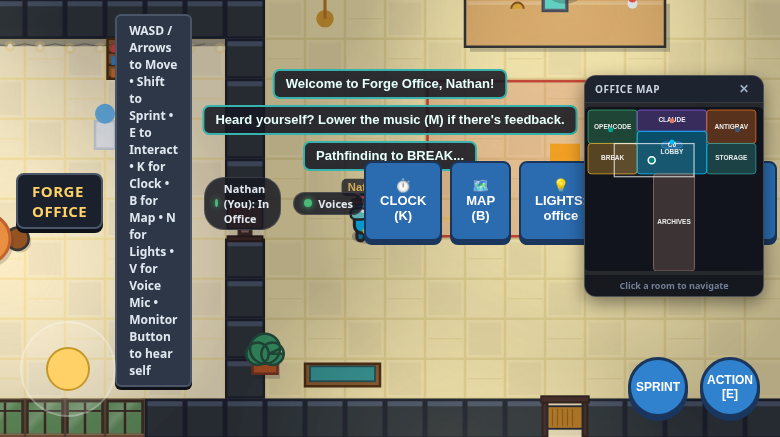 WASD /
Arrows
to Move
• Shift
to
Sprint •
E to
Interact
• K for
Clock •
B for
Map • N
for
Lights •
V for
Voice
Mic •
Monitor
Button
to hear
self
FORGE
OFFICE
Welcome to Forge Office, Nathan!
Heard yourself? Lower the music (M) if there's feedback.
Pathfinding to BREAK...
Nathan
(You): In
Office
Voices
CLOCK
(K)
MAP
(B)
LIGHTS
office
OFFICE MAP
OPENCODE
CLAUDE
ANTIGRAV
BREAK
LOBBY
STORAGE
ARCHIVES
Click a room to navigate
SPRINT
ACTION
[E]